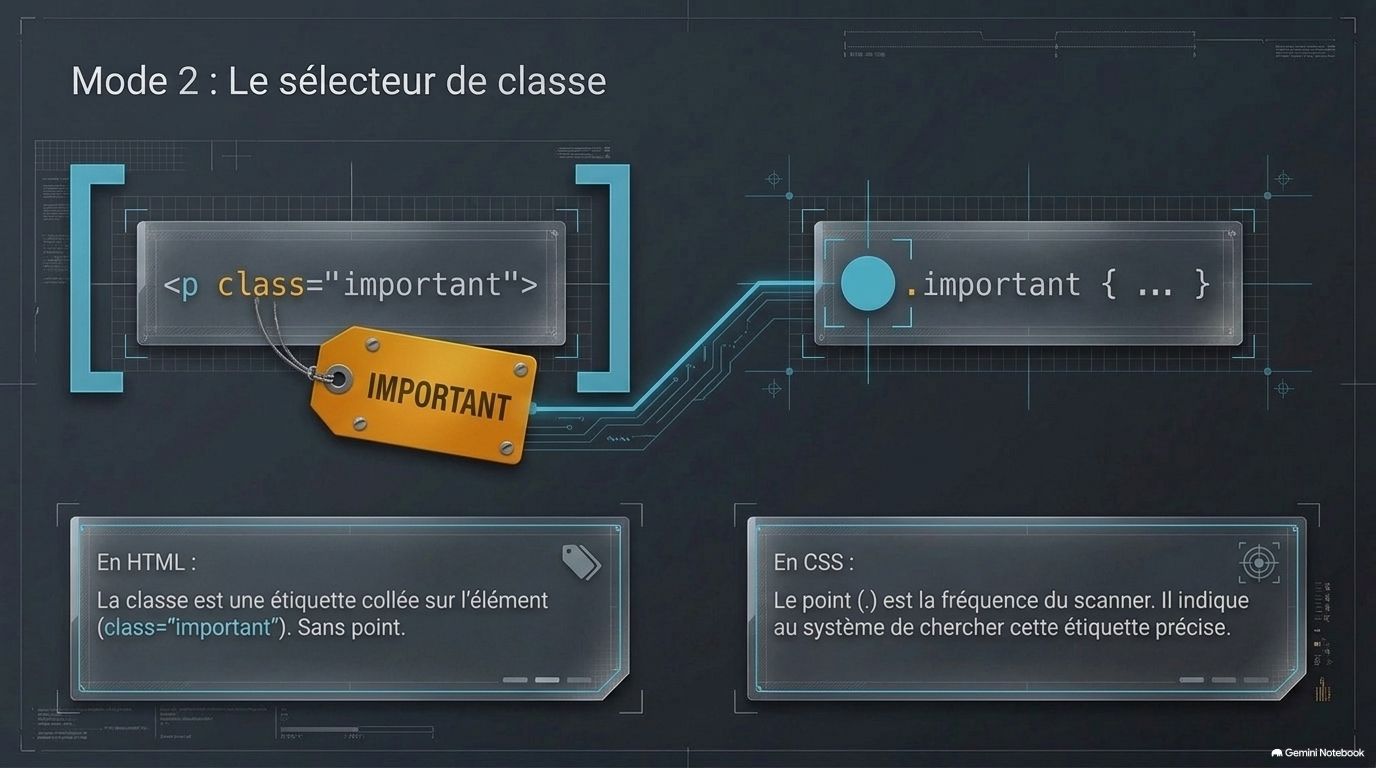 Mode 2 : Le sélecteur de classe
<p class="important">
IMPORTANT
.important { ... }
En HTML :
La classe est une étiquette collée sur l’élément
(class=“important”). Sans point.
En CSS :
Le point (.) est la fréquence du scanner. Il indique
au système de chercher cette étiquette précise.
Gemini Notebook